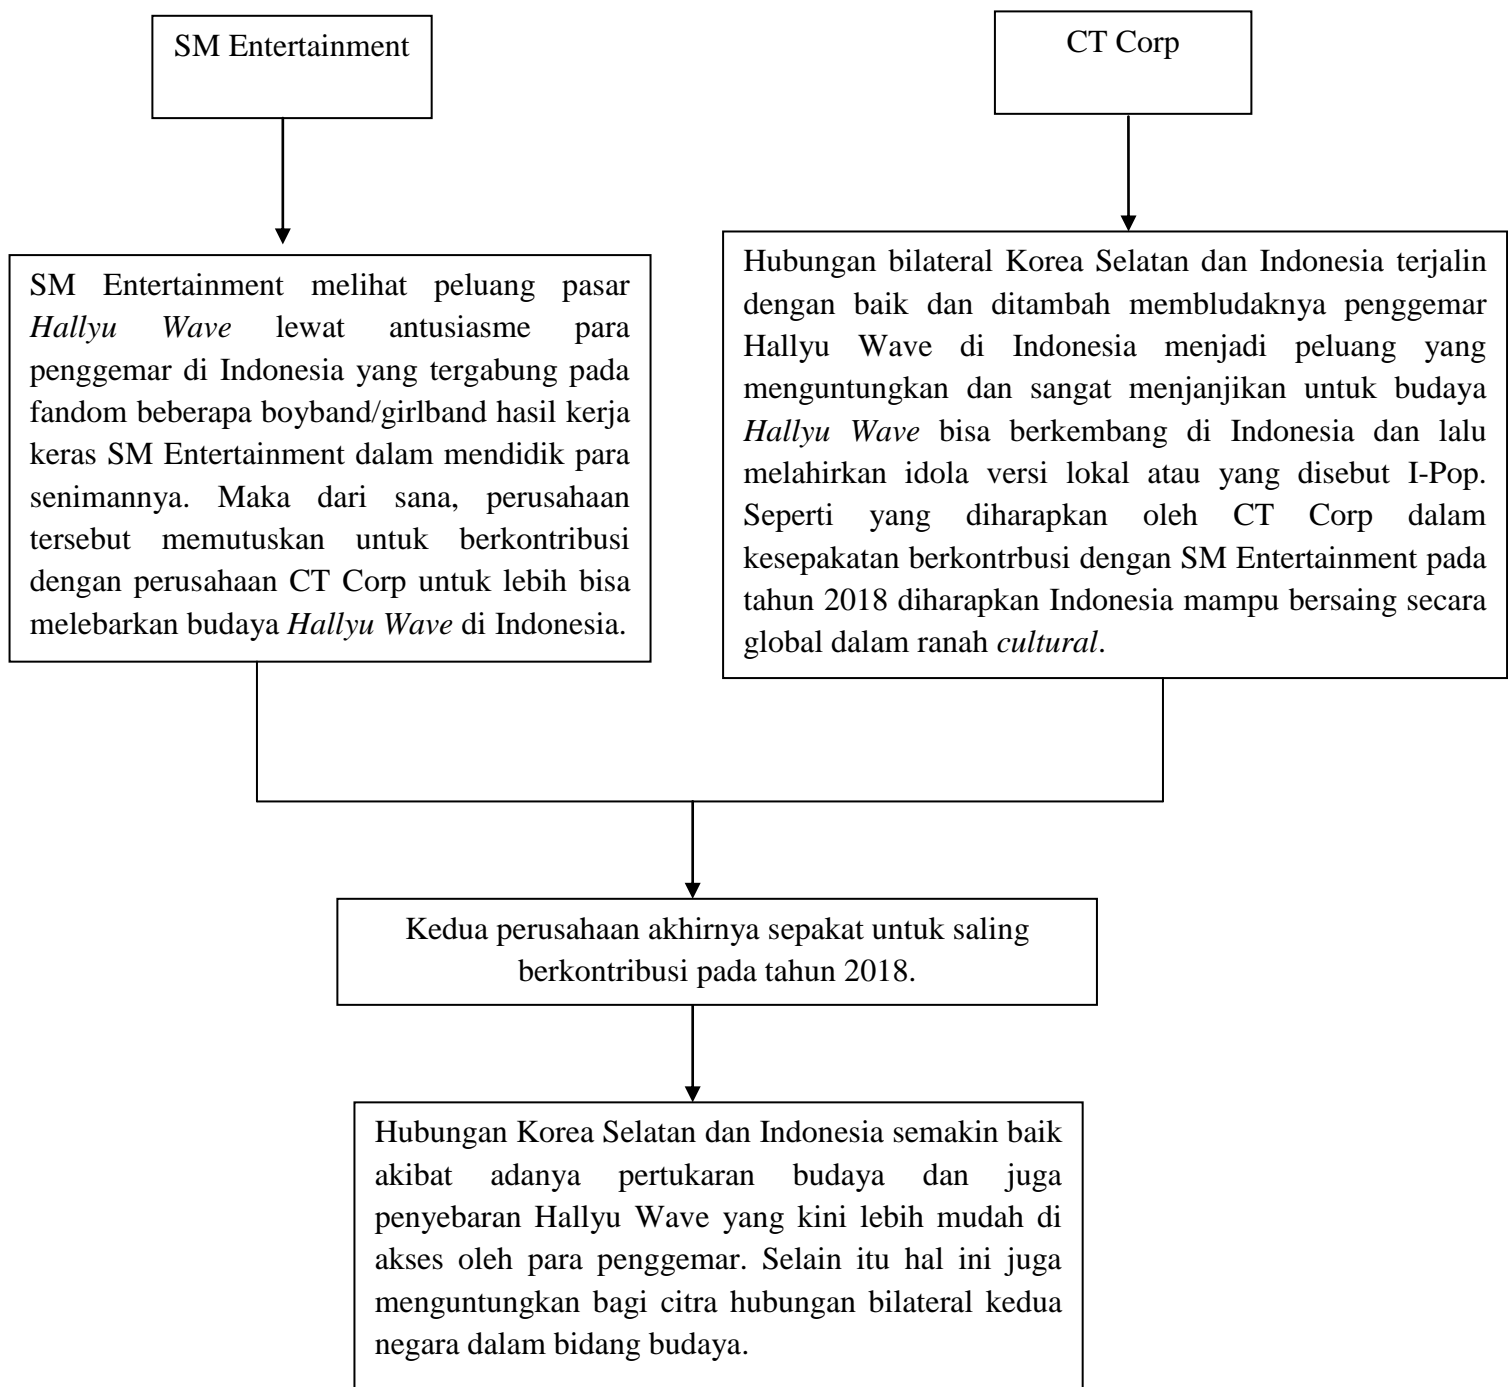 SM Entertainment
CT Corp
SM Entertainment melihat peluang pasar
Hallyu Wave lewat antusiasme para
penggemar di Indonesia yang tergabung pada
fandom beberapa boyband/girlband hasil kerja
keras SM Entertainment dalam mendidik para
senimannya. Maka dari sana, perusahaan
tersebut memutuskan untuk berkontribusi
dengan perusahaan CT Corp untuk lebih bisa
melebarkan budaya Hallyu Wave di Indonesia.
Hubungan bilateral Korea Selatan dan Indonesia terjalin
dengan baik dan ditambah membludaknya penggemar
Hallyu Wave di Indonesia menjadi peluang yang
menguntungkan dan sangat menjanjikan untuk budaya
Hallyu Wave bisa berkembang di Indonesia dan lalu
melahirkan idola versi lokal atau yang disebut I-Pop.
Seperti yang diharapkan oleh CT Corp dalam
kesepakatan berkontrbusi dengan SM Entertainment pada
tahun 2018 diharapkan Indonesia mampu bersaing secara
global dalam ranah cultural.
Kedua perusahaan akhirnya sepakat untuk saling
berkontribusi pada tahun 2018.
Hubungan Korea Selatan dan Indonesia semakin baik
akibat adanya pertukaran budaya dan juga
penyebaran Hallyu Wave yang kini lebih mudah di
akses oleh para penggemar. Selain itu hal ini juga
menguntungkan bagi citra hubungan bilateral kedua
negara dalam bidang budaya.